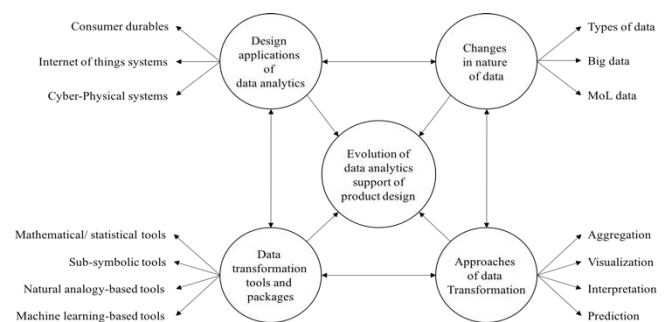 Consumer durables
Internet of things systems
Cyber-Physical systems
Design
applications
of
data analytics
Changes
in nature
of data
Types of data
Big data
MoL data
Evolution of
data analytics
support of
product design
Mathematical/ statistical tools
Sub-symbolic tools
Natural analogy-based tools
Machine learning-based tools
Data
transformation
tools and
packages
Approaches
of data
Transformation
Aggregation
Visualization
Interpretation
Prediction